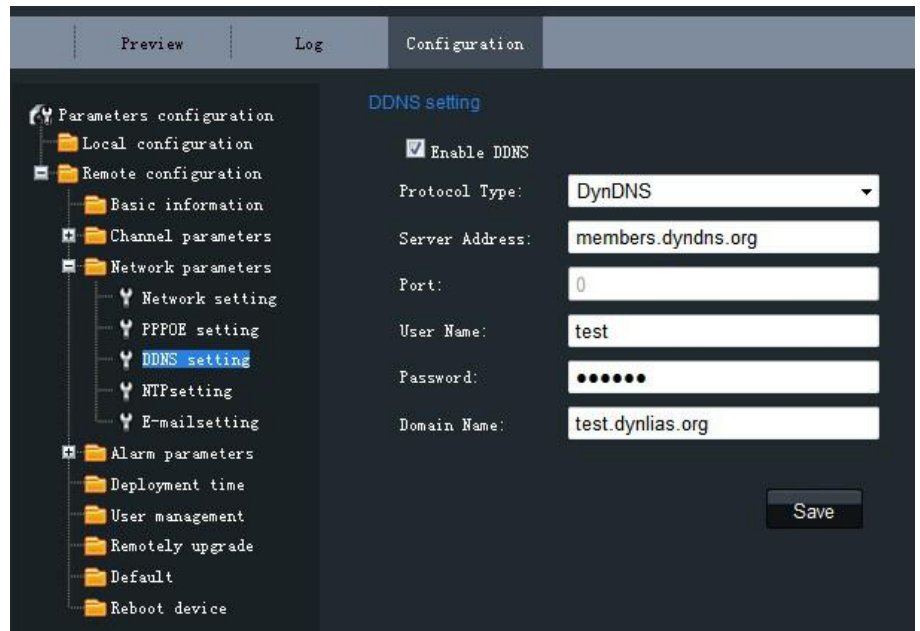 Preview
Log
Configuration
Parameters configuration
Local configuration
Remote configuration
Basic information
Channel parameters
Network parameters
Network setting
PPPOE setting
DDNS setting
NTPsetting
E-mailsetting
Alarm parameters
Deployment time
User management
Remotely upgrade
Default
Reboot device
DDNS setting
Enable DDNS
Protocol Type: DynDNS
Server Address: members.dyndns.org
Port: 0
User Name: test
Password: ●●●●●●
Domain Name: test.dynlias.org
Save